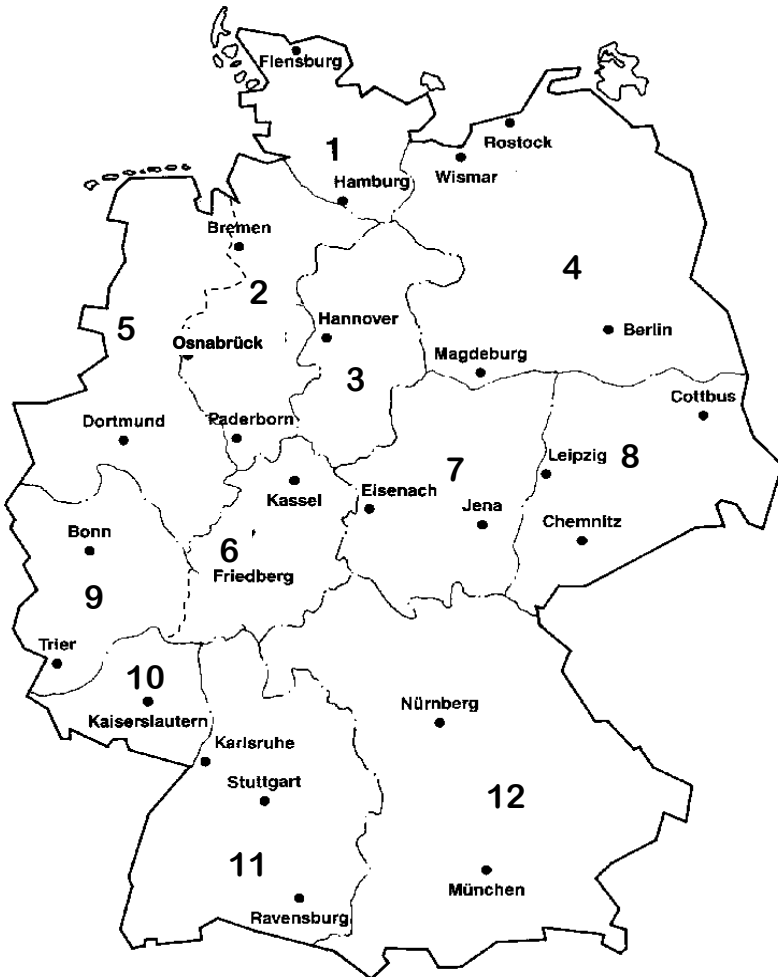 Flensburg
Rostock
1
Wismar
Hamburg
Bremen
4
2
5
Hannover
Berlin
Osnabrück
Magdeburg
3
Cottbus
Dortmund
Paderborn
Leipzig
8
7
Kassel
Eisenach
Jena
Chemnitz
Bonn
6
Friedberg
9
Trier
10
Nürnberg
Kaiserslautern
Karlsruhe
Stuttgart
12
11
München
Ravensburg